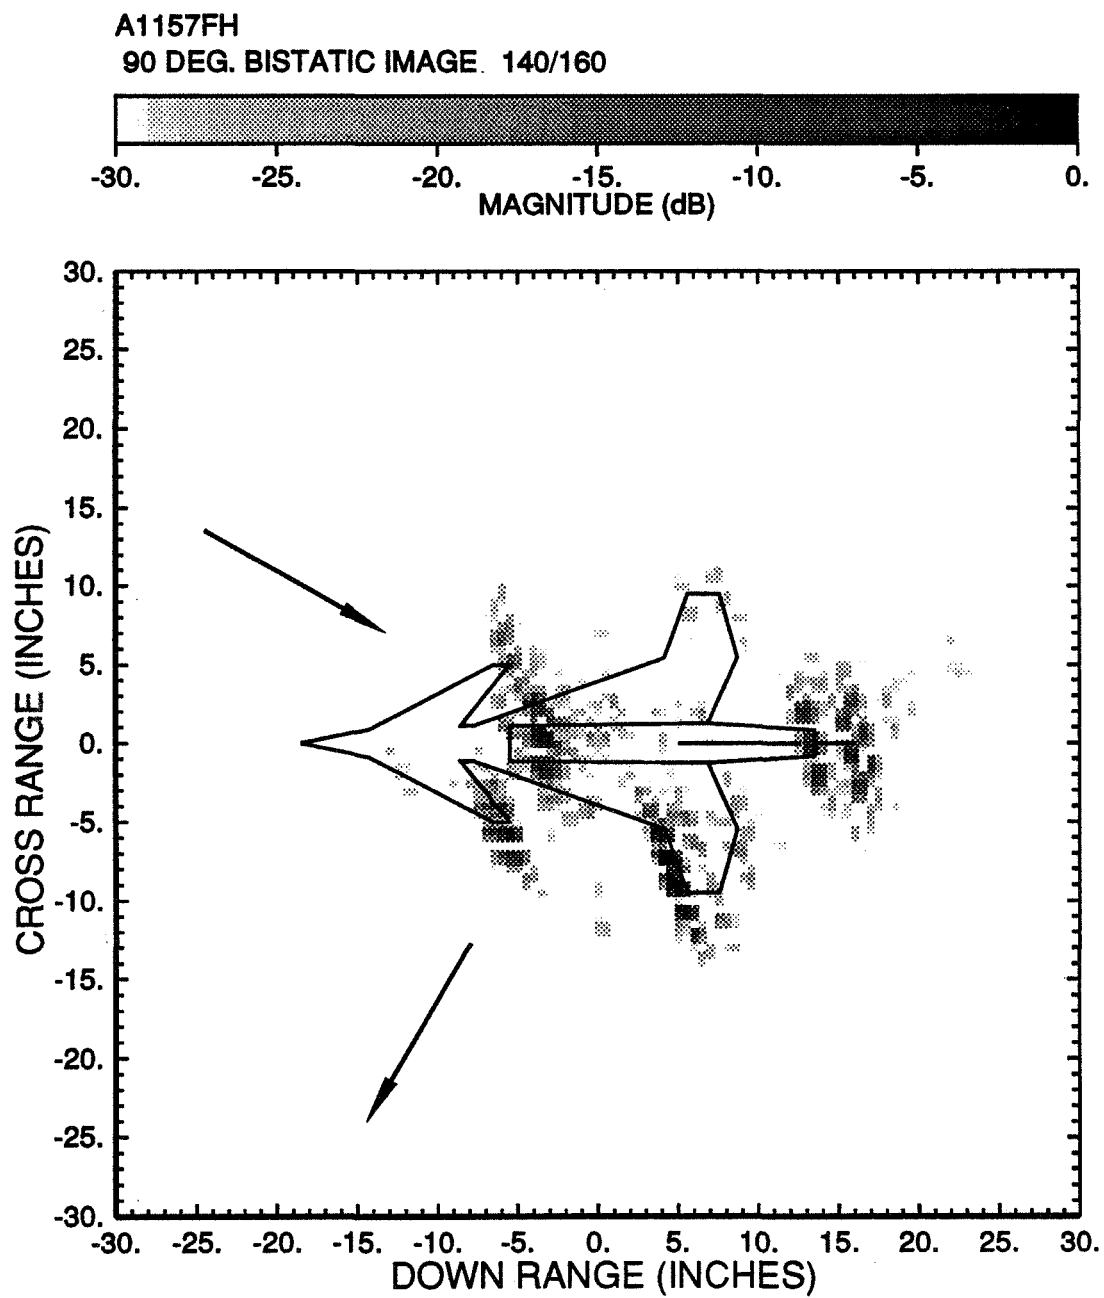 A1157FH
90 DEG. BISTATIC IMAGE 140/160
-30. -25. -20. -15. -10. -5. 0.
MAGNITUDE (dB)
30.
25.
20.
15.
10.
5.
0.
-5.
-10.
-15.
-20.
-25.
-30.
CROSS RANGE (INCHES)
-30. -25. -20. -15. -10. -5. 0. 5. 10. 15. 20. 25. 30.
DOWN RANGE (INCHES)